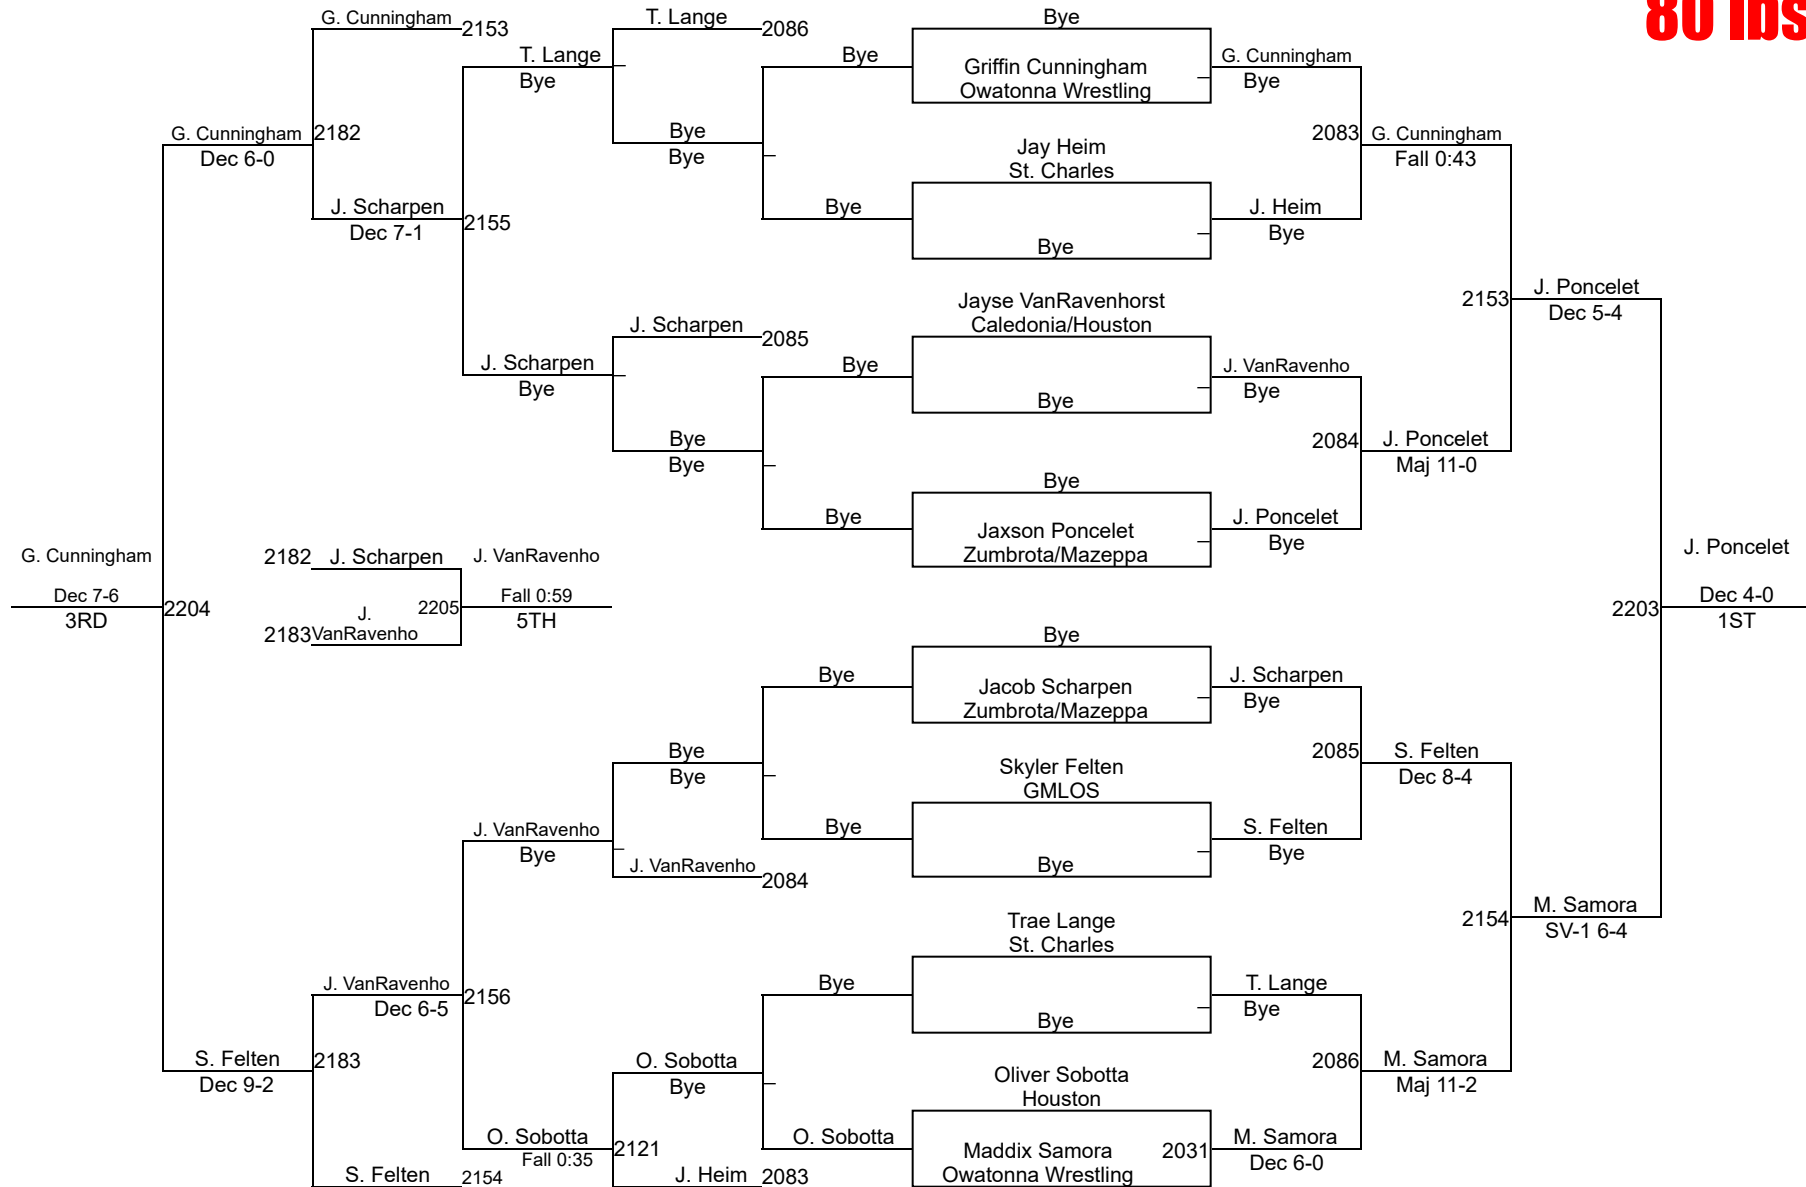 80 lbs
G. Cunningham
2153
T. Lange
2086
Bye
T. Lange
Bye
Bye
Griffin Cunningham
Owatonna Wrestling
G. Cunningham
Bye
G. Cunningham
2182
Dec 6-0
Bye
Bye
Jay Heim
St. Charles
2083
G. Cunningham
Fall 0:43
J. Scharpen
2155
Dec 7-1
Bye
Bye
J. Heim
Bye
Jayse VanRavenhorst
Caledonia/Houston
2153
J. Poncelet
Dec 5-4
J. Scharpen
2085
J. Scharpen
Bye
Bye
Bye
J. VanRavenho
Bye
Bye
Bye
2084
J. Poncelet
Maj 11-0
Bye
Bye
Jaxson Poncelet
Zumbrota/Mazeppa
J. Poncelet
Bye
G. Cunningham
Dec 7-6
3RD
2204
2182
J. Scharpen
J. VanRavenho
2205
Fall 0:59
5TH
2183
J.
VanRavenho
J. Poncelet
2203
Dec 4-0
1ST
Bye
Bye
Jacob Scharpen
Zumbrota/Mazeppa
J. Scharpen
Bye
Bye
Bye
Skyler Felten
GMLOS
2085
S. Felten
Dec 8-4
J. VanRavenho
Bye
Bye
Bye
S. Felten
Bye
J. VanRavenho
2084
Trae Lange
St. Charles
2154
M. Samora
SV-1 6-4
J. VanRavenho
2156
Dec 6-5
Bye
Bye
T. Lange
Bye
S. Felten
2183
Dec 9-2
O. Sobotta
Bye
Oliver Sobotta
Houston
2086
M. Samora
Maj 11-2
O. Sobotta
2121
Fall 0:35
O. Sobotta
Maddix Samora
Owatonna Wrestling
2031
M. Samora
Dec 6-0
S. Felten
2154
J. Heim
2083